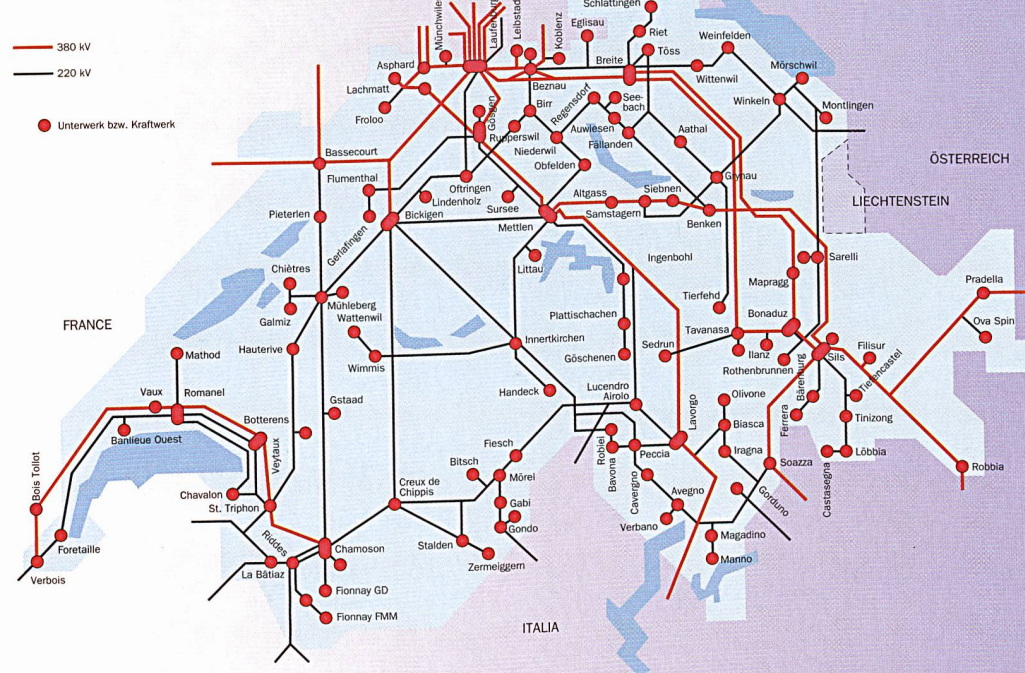 380 kV
220 kV
Unterwerk bzw. Kraftwerk
Schlattingen
Münchwilen
Laufenburg
Leibstadt
Koblenz
Eglisau
Riet
Töss
Weinfelden
Asphard
Breite
Wittenwil
Mörschwil
Lachmatt
Beznau
Froloo
Gösgen
Birr
Regensdorf
See-
bach
Winkeln
Montlingen
Rupperswil
Auwiesen
Aathal
Niederwil
Fällanden
Bassecourt
Obfelden
Flumenthal
Oftringen
Grynau
ÖSTERREICH
Lindenholz
Altgass
Siebnen
LIECHTENSTEIN
Pieterlen
Gerlafingen
Bickigen
Sursee
Samstagern
Mettlen
Benken
Ingenbohl
Sarelli
Littau
Chiètres
Mapragg
Pradella
Mühleberg
Galmiz
Wattenwil
Tierfehd
Plattischachen
Bonaduz
Ova Spin
FRANCE
Tavanasa
Hauterive
Innertkirchen
Göschenen
Sedrun
Ilanz
Filisur
Mathod
Wimmis
Rothenbrunnen
Sils
Bärenburg
Tiefencastel
Vaux
Romanel
Handeck
Lucendro
Airolo
Olivone
Gstaad
Lavorgo
Ferrera
Tinizong
Botterens
Biasca
Banlieue Ouest
Veytaux
Fiesch
Robiei
Peccia
Iragna
Löbbia
Bitsch
Mörel
Bavona
Soazza
Castasegna
Robbia
Bois Tollot
Chavalon
Creux de
Chippis
Cavergno
Gorduno
St. Triphon
Gabi
Avegno
Gondo
Verbano
Foretaille
Riddes
Stalden
Magadino
Chamoson
Zermeiggern
Manno
Verbois
La Bâtiaz
Fionnay GD
Fionnay FMM
ITALIA